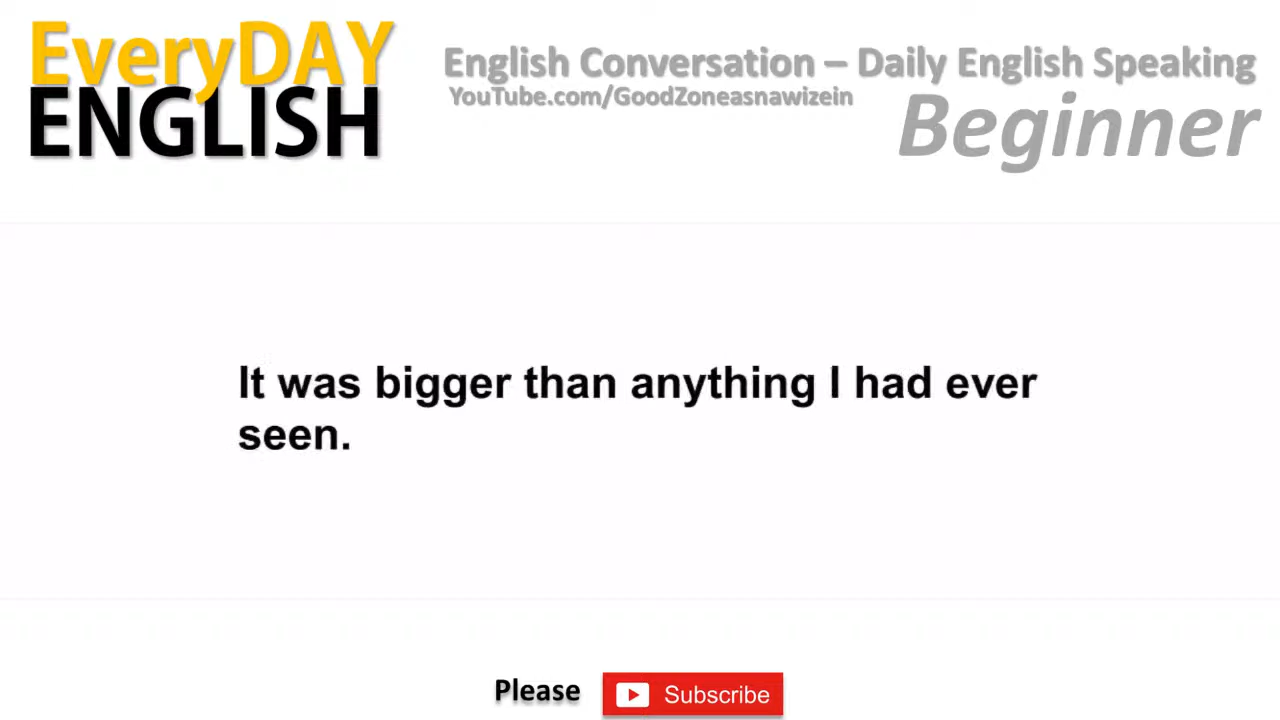 EveryDAY
ENGLISH
English Conversation – Daily English Speaking
YouTube.com/GoodZoneasnawizein
Beginner
It was bigger than anything I had ever
seen.
Please
Subscribe